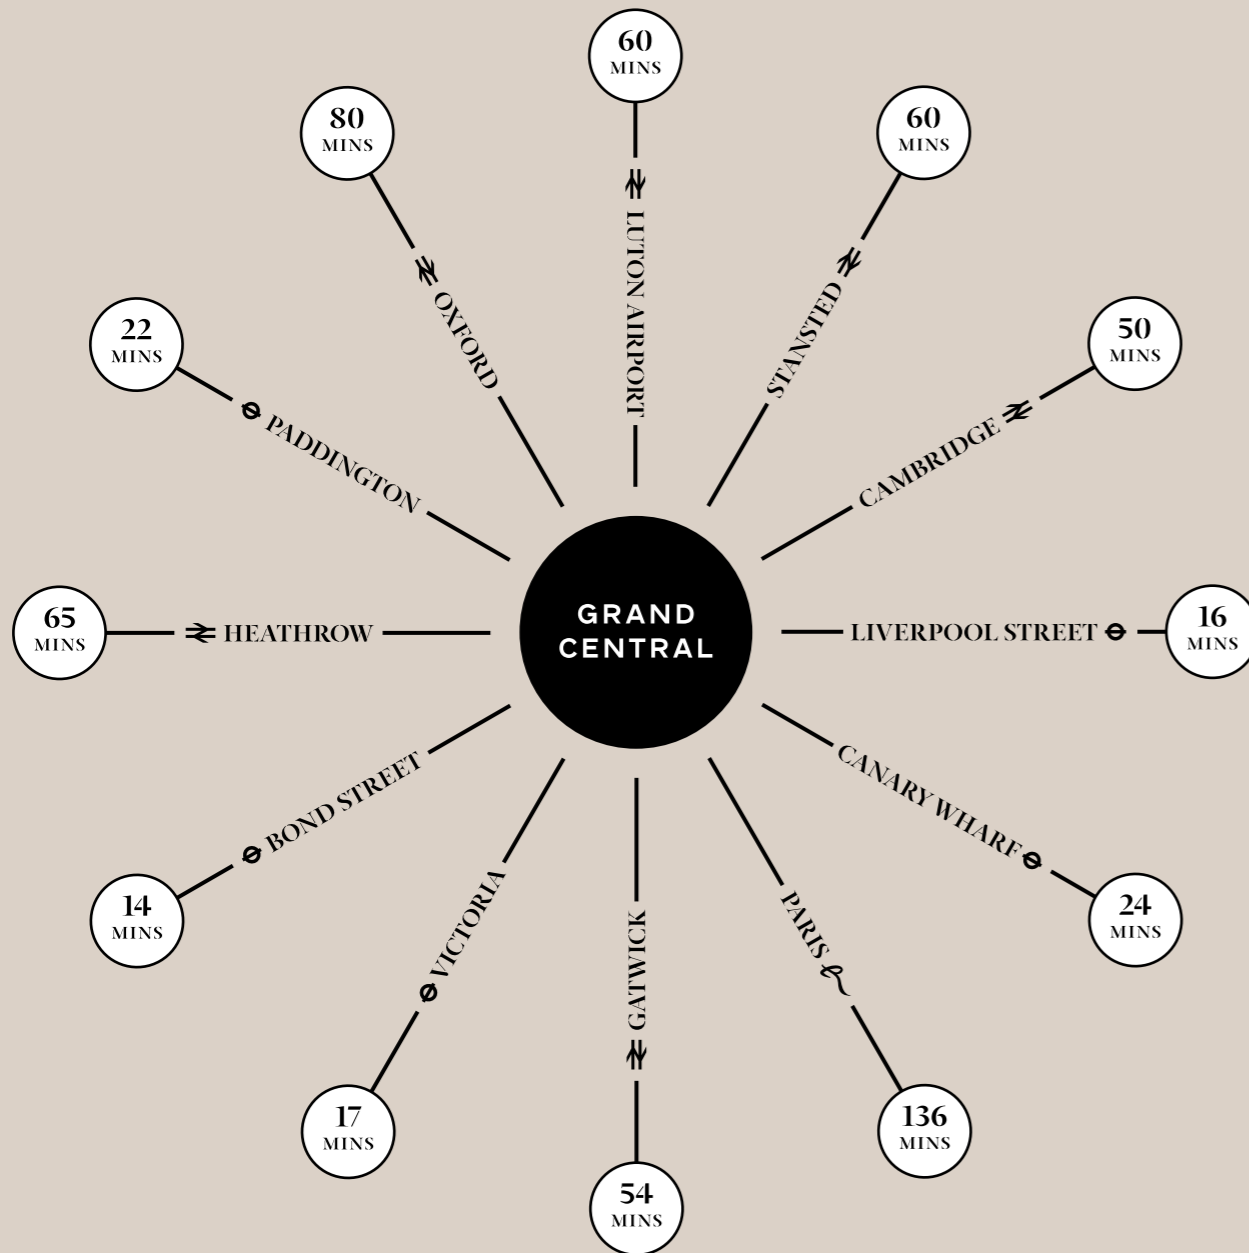 60
MINS
LUTON AIRPORT
60
MINS
STANSTED
50
MINS
CAMBRIDGE
16
MINS
LIVERPOOL STREET
24
MINS
CANARY WHARF
136
MINS
PARIS
54
MINS
GATWICK
17
MINS
VICTORIA
14
MINS
BOND STREET
65
MINS
HEATHROW
22
MINS
PADDINGTON
80
MINS
OXFORD
GRAND
CENTRAL